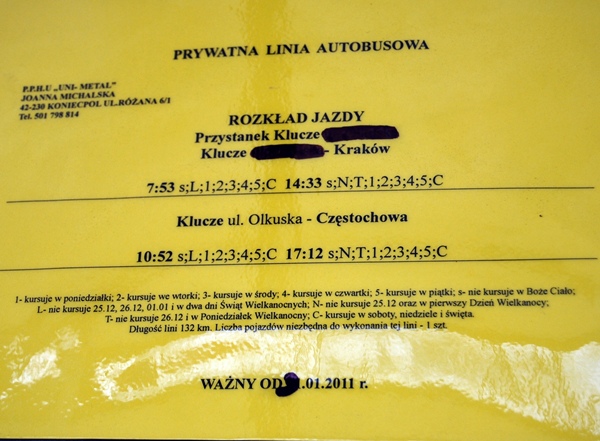 PRYWATNA LINIA AUTOBUSOWA
P.P.H.U „UNI- METAL”
JOANNA MICHALSKA
42-230 KONIECPOL UL.RÓŻANA 6/1
Tel. 501 798 814
ROZKŁAD JAZDY
Przystanek Klucze
Klucze - Kraków
7:53 s;L;1;2;3;4;5;C 14:33 s;N;T;1;2;3;4;5;C
Klucze ul. Olkuska - Częstochowa
10:52 s;L;1;2;3;4;5;C 17:12 s;N;T;1;2;3;4;5;C
1- kursuje w poniedziałki; 2- kursuje we wtorki; 3- kursuje w środy; 4- kursuje w czwartki; 5- kursuje w piątki; s- nie kursuje w Boże Ciało;
L- nie kursuje 25.12, 26.12, 01.01 i w dwa dni Świąt Wielkanocnych; N- nie kursuje 25.12 oraz w pierwszy Dzień Wielkanocy;
T- nie kursuje 26.12 i w Poniedziałek Wielkanocny; C- kursuje w soboty, niedziele i święta.
Długość lini 132 km. Liczba pojazdów niezbędna do wykonania tej lini - 1 szt.
WAŻNY OD .01.2011 r.